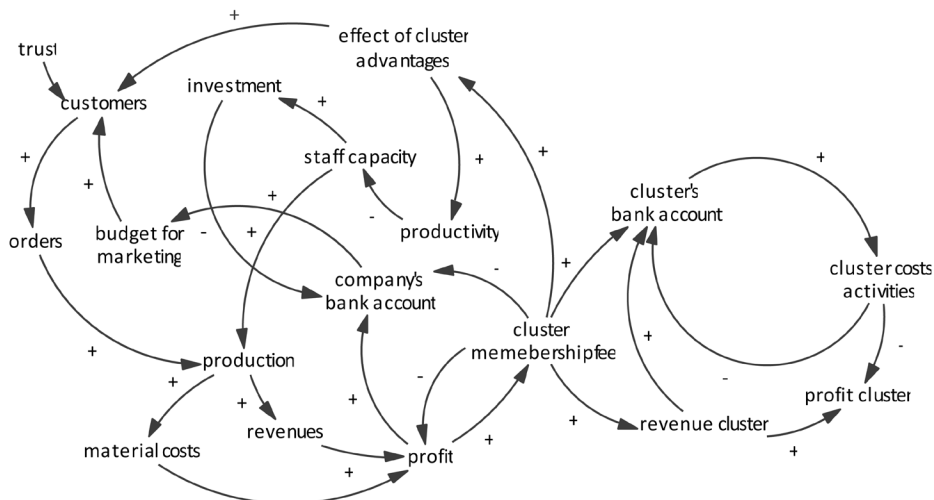 +
trust
effect of cluster
advantages
investment
customers
+
+
staff capacity
+
+
+
cluster's
bank account
+
+
-
productivity
orders
budget for
marketing
-
+
company's
bank account
-
+
cluster costs
activities
cluster
memebershipfee
+
production
+
-
+
-
+
-
profit cluster
+
revenues
+
revenue cluster
material costs
profit
+
+
+